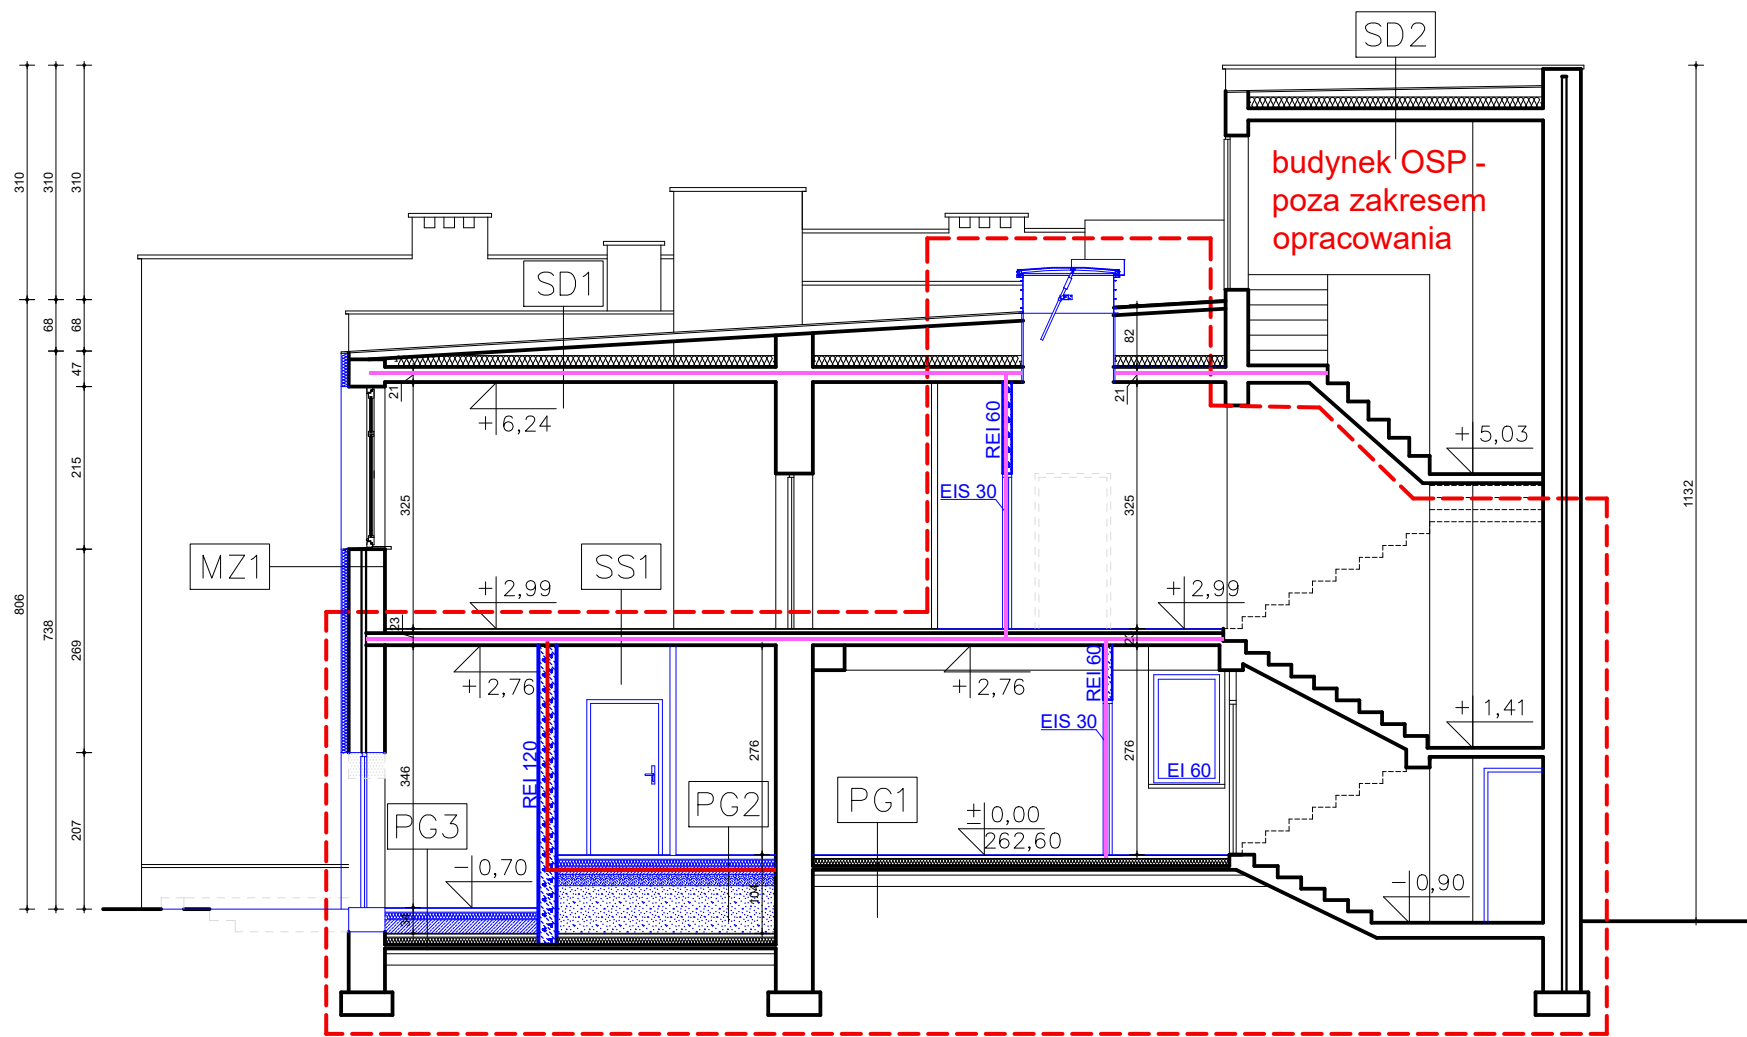 SD2
budynek OSP -
poza zakresem
opracowania
310
310
310
1132
SD1
68
68
82
47
21
21
+6,24
REI 60
+5,03
215
EIS 30
325
325
MZ1
SS1
+2,99
+2,99
806
738
23
23
269
+2,76
+2,76
REI 60
+1,41
EIS 30
REI 120
276
276
346
EI 60
PG2
PG1
PG3
±0,00
262,60
207
-0,70
-0,90
104
34